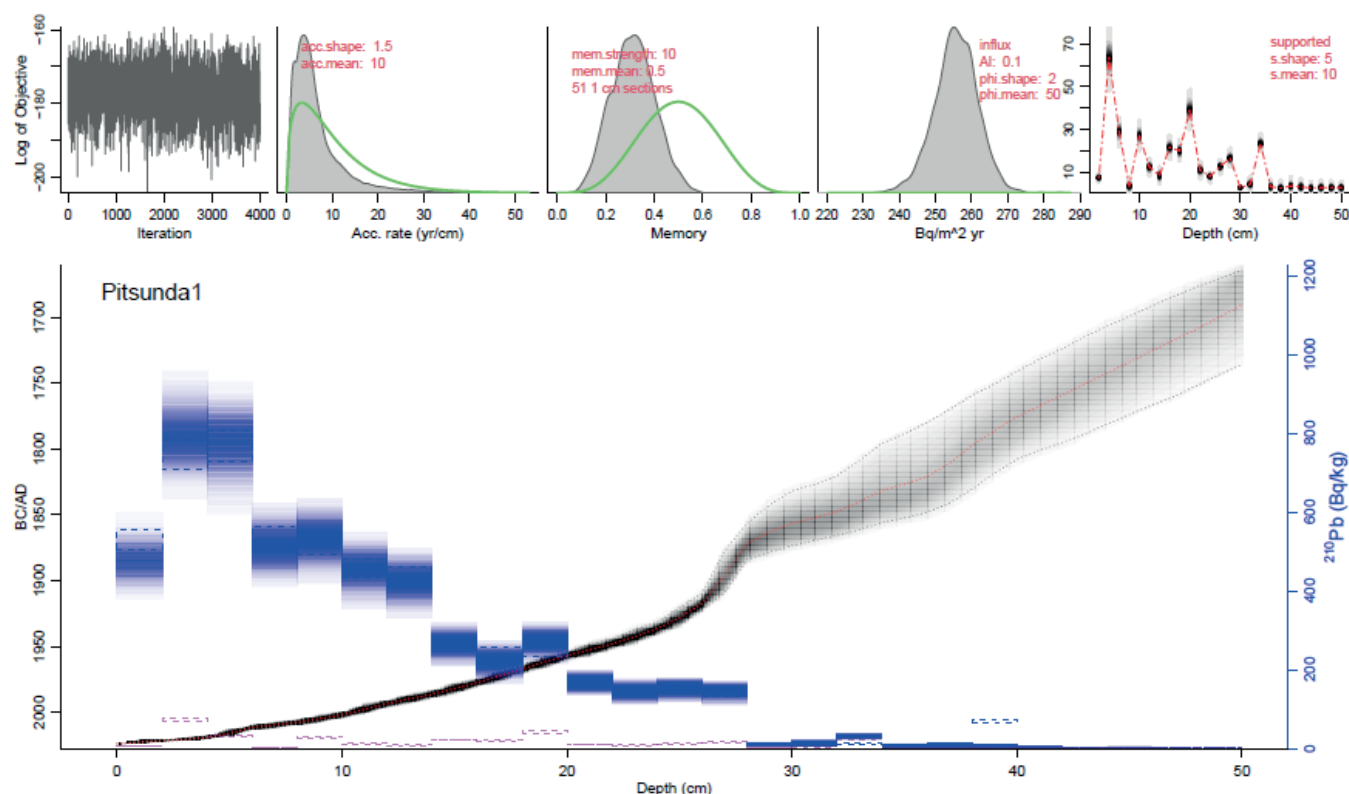 Log of Objective
-160
-180
-200
0 1000 2000 3000 4000
Iteration
acc.shape: 1.5
acc.mean: 10
0 10 20 30 40 50
Acc. rate (yr/cm)
mem.strength: 10
mem.mean: 0.5
51 1 cm sections
0.0 0.2 0.4 0.6 0.8 1.0
Memory
influx
Al: 0.1
phi.shape: 2
phi.mean: 50
220 230 240 250 260 270 280 290
Bq/m^2 yr
supported
s.shape: 5
s.mean: 10
70
50
30
10
10 20 30 40 50
Depth (cm)
Pitsunda1
BC/AD
1700
1750
1800
1850
1900
1950
2000
0 10 20 30 40 50
Depth (cm)
1200
1000
800
600
400
200
0
²¹⁰Pb (Bq/kg)